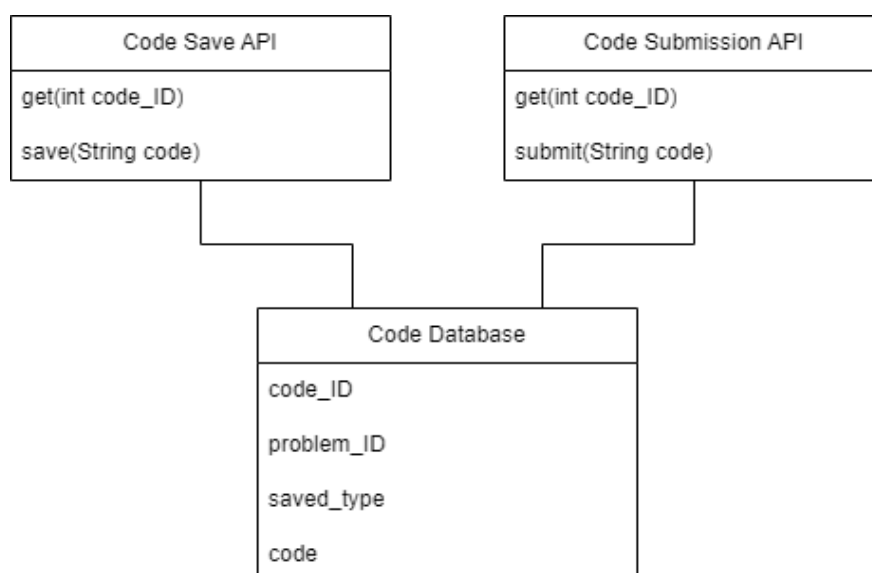 Code Save API
get(int code_ID)
save(String code)
Code Submission API
get(int code_ID)
submit(String code)
Code Database
code_ID
problem_ID
saved_type
code